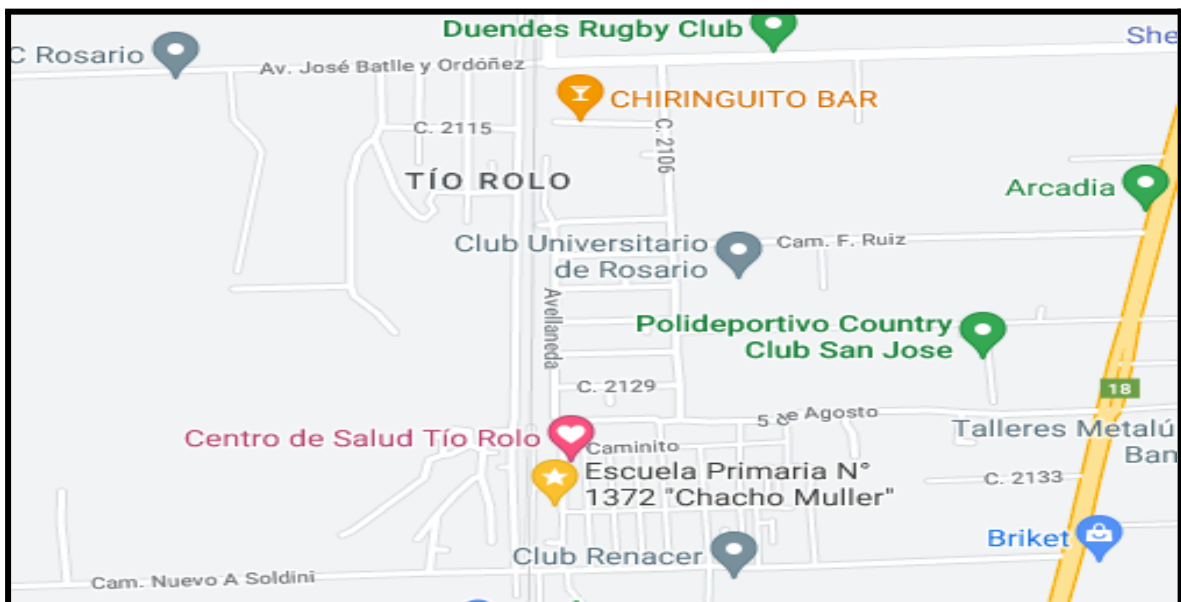 Duendes Rugby Club
C Rosario
She
Av. José Batlle y Ordóñez
CHIRINGUITO BAR
C. 2115
C. 2106
TÍO ROLO
Arcadia
Club Universitario
de Rosario
Cam. F. Ruiz
Avellaneda
Polideportivo Country
Club San Jose
C. 2129
18
5 de Agosto
Centro de Salud Tío Rolo
Caminito
Talleres Metalú
Ban
Escuela Primaria N°
1372 "Chacho Muller"
C. 2133
Briket
Club Renacer
Cam. Nuevo A Soldini